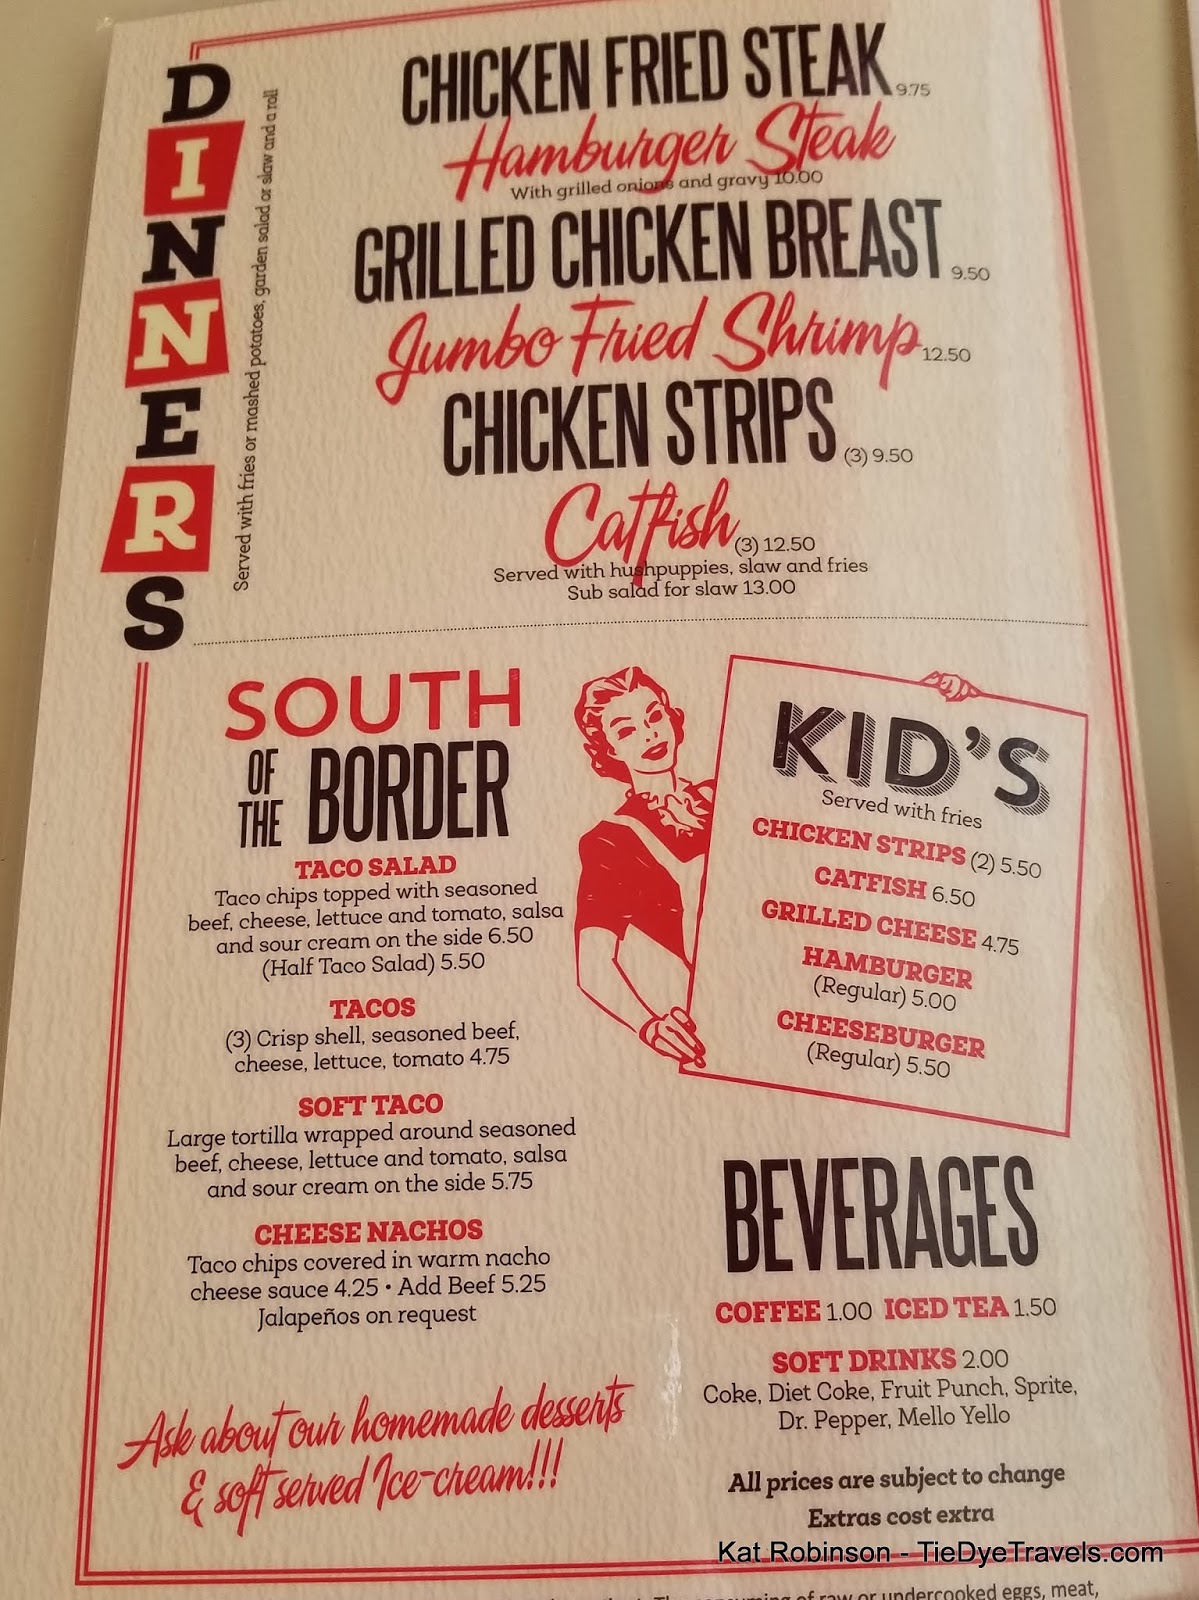 DINNERS
Served with fries or mashed potatoes, garden salad or slaw and a roll
CHICKEN FRIED STEAK 9.75
Hamburger Steak
With grilled onions and gravy 10.00
GRILLED CHICKEN BREAST 9.50
Jumbo Fried Shrimp 12.50
CHICKEN STRIPS (3) 9.50
Catfish (3) 12.50
Served with hushpuppies, slaw and fries
Sub salad for slaw 13.00
SOUTH
OF THE BORDER
TACO SALAD
Taco chips topped with seasoned
beef, cheese, lettuce and tomato, salsa
and sour cream on the side 6.50
(Half Taco Salad) 5.50
TACOS
(3) Crisp shell, seasoned beef,
cheese, lettuce, tomato 4.75
SOFT TACO
Large tortilla wrapped around seasoned
beef, cheese, lettuce and tomato, salsa
and sour cream on the side 5.75
CHEESE NACHOS
Taco chips covered in warm nacho
cheese sauce 4.25 • Add Beef 5.25
Jalapeños on request
Ask about our homemade desserts
& soft served Ice-cream!!!
KID'S
Served with fries
CHICKEN STRIPS (2) 5.50
CATFISH 6.50
GRILLED CHEESE 4.75
HAMBURGER
(Regular) 5.00
CHEESEBURGER
(Regular) 5.50
BEVERAGES
COFFEE 1.00 ICED TEA 1.50
SOFT DRINKS 2.00
Coke, Diet Coke, Fruit Punch, Sprite,
Dr. Pepper, Mello Yello
All prices are subject to change
Extras cost extra
Kat Robinson - TieDyeTravels.com
of raw or undercooked eggs, meat,